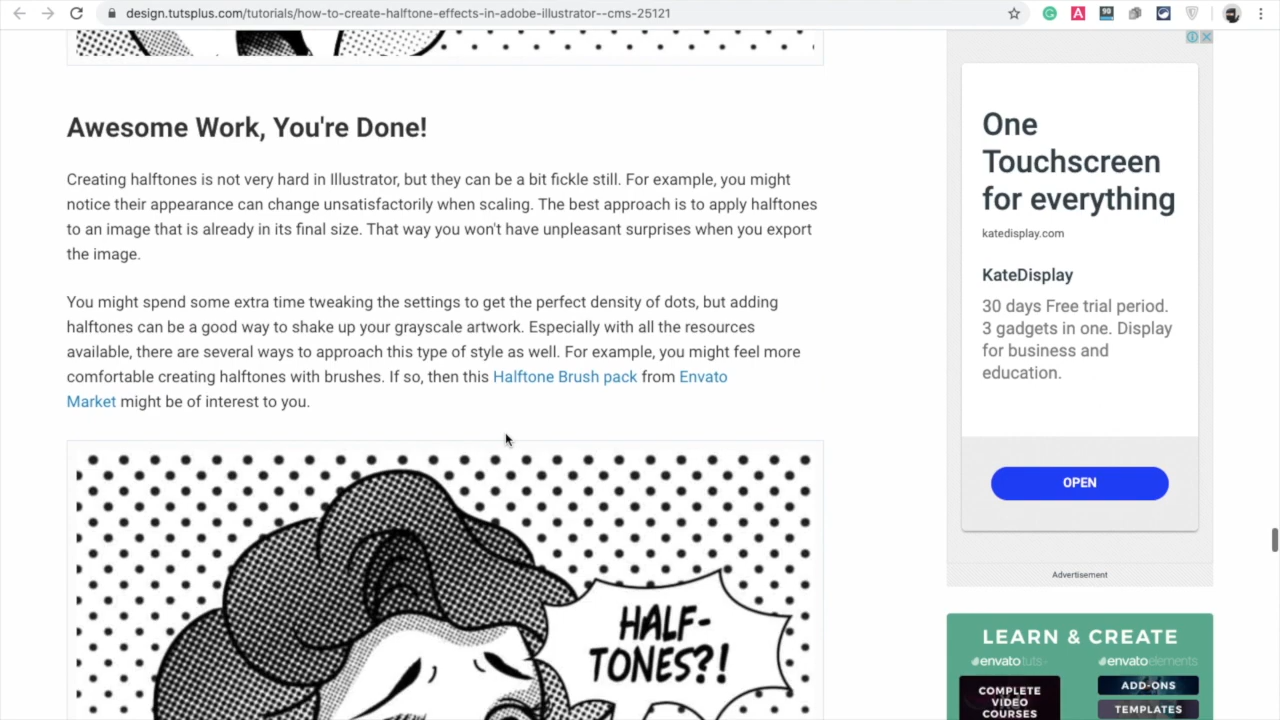 design.tutsplus.com/tutorials/how-to-create-halftone-effects-in-adobe-illustrator--cms-25121
Awesome Work, You're Done!
Creating halftones is not very hard in Illustrator, but they can be a bit fickle still. For example, you might
notice their appearance can change unsatisfactorily when scaling. The best approach is to apply halftones
to an image that is already in its final size. That way you won't have unpleasant surprises when you export
the image.
You might spend some extra time tweaking the settings to get the perfect density of dots, but adding
halftones can be a good way to shake up your grayscale artwork. Especially with all the resources
available, there are several ways to approach this type of style as well. For example, you might feel more
comfortable creating halftones with brushes. If so, then this Halftone Brush pack from Envato
Market might be of interest to you.
HALF-
TONES?!
One
Touchscreen
for everything
katedisplay.com
KateDisplay
30 days Free trial period.
3 gadgets in one. Display
for business and
education.
OPEN
Advertisement
LEARN & CREATE
envatotuts+ envatoelements
COMPLETE
VIDEO
COURSES
ADD-ONS
TEMPLATES